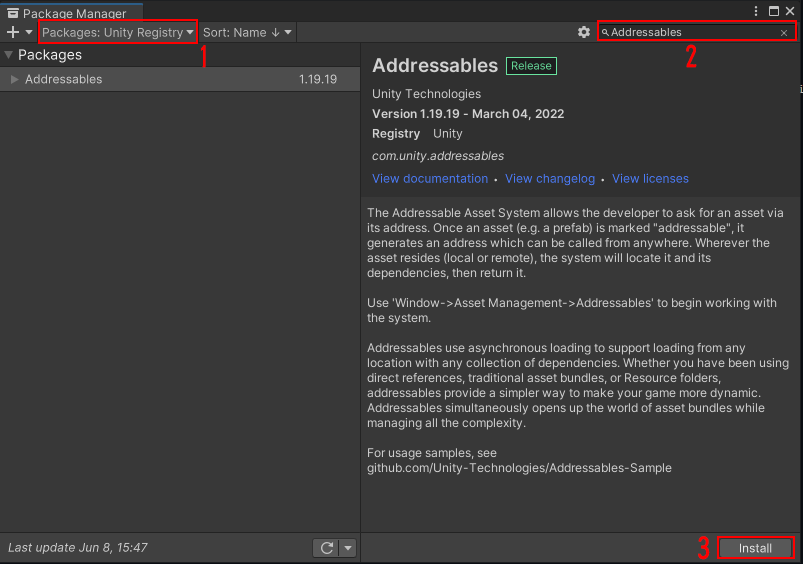 Package Manager
Packages: Unity Registry
Sort: Name ↓
Addressables
1
2
Packages
Addressables 1.19.19
Addressables Release
Unity Technologies
Version 1.19.19 - March 04, 2022
Registry Unity
com.unity.addressables
View documentation • View changelog • View licenses
The Addressable Asset System allows the developer to ask for an asset via
its address. Once an asset (e.g. a prefab) is marked "addressable", it
generates an address which can be called from anywhere. Wherever the
asset resides (local or remote), the system will locate it and its
dependencies, then return it.
Use 'Window->Asset Management->Addressables' to begin working with
the system.
Addressables use asynchronous loading to support loading from any
location with any collection of dependencies. Whether you have been using
direct references, traditional asset bundles, or Resource folders,
addressables provide a simpler way to make your game more dynamic.
Addressables simultaneously opens up the world of asset bundles while
managing all the complexity.
For usage samples, see
github.com/Unity-Technologies/Addressables-Sample
Last update Jun 8, 15:47
3
Install